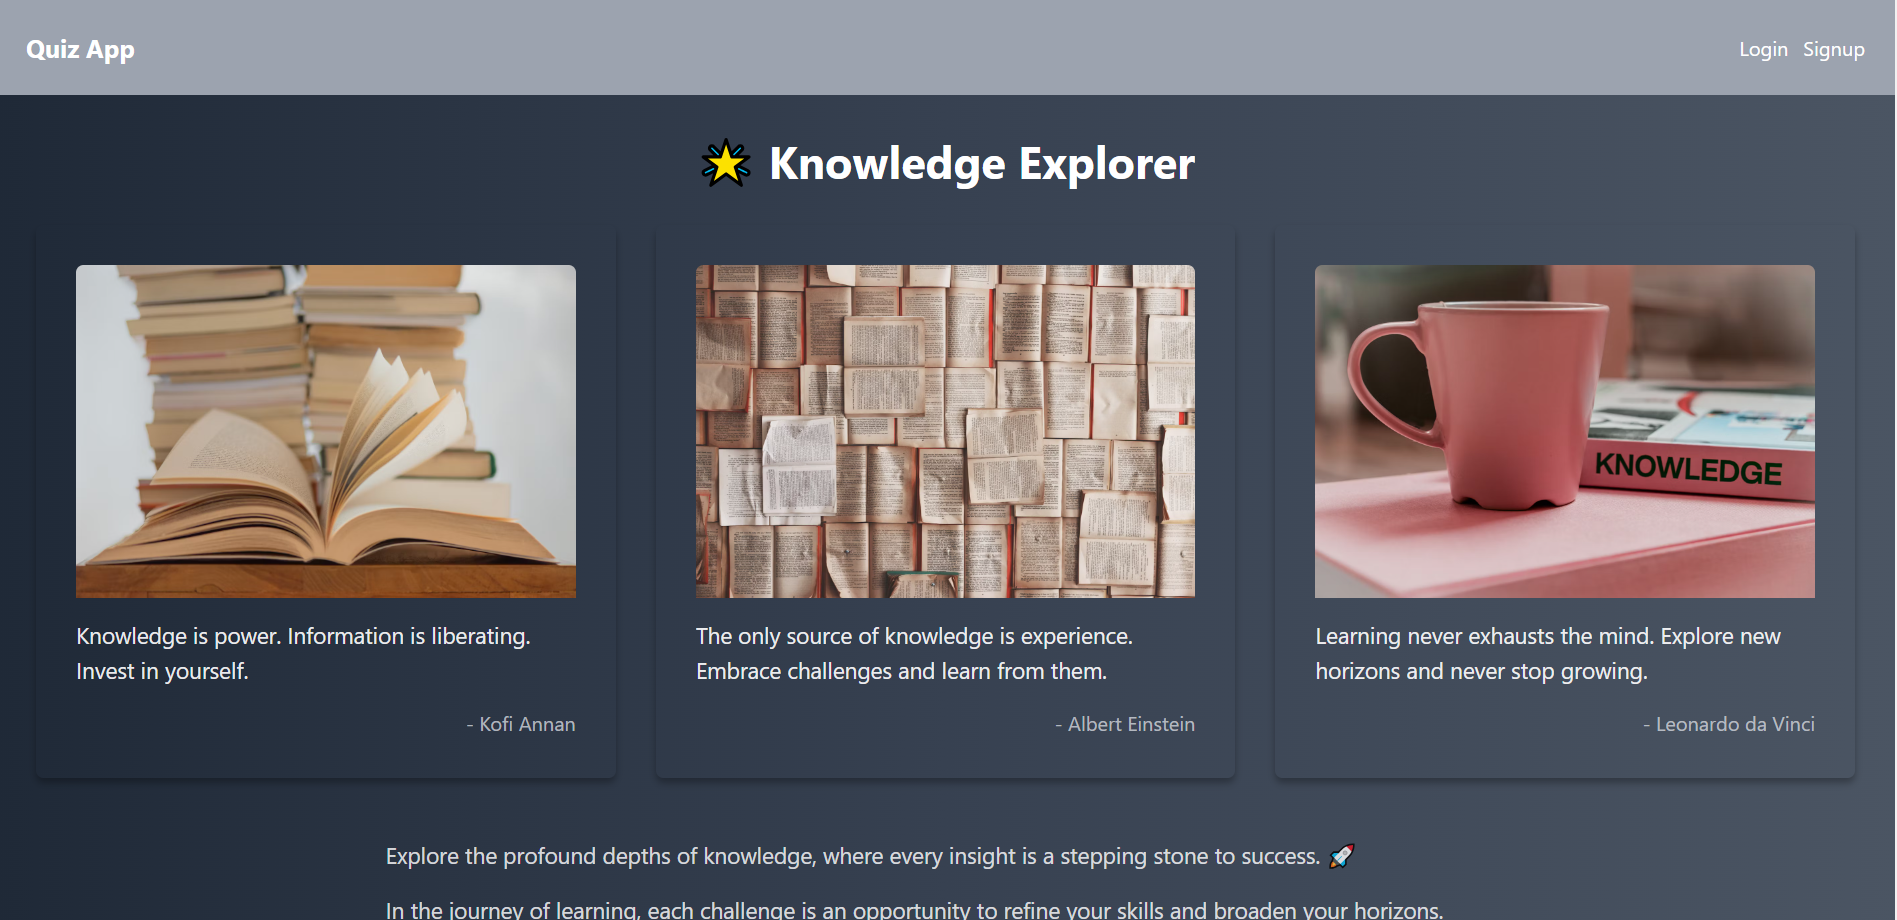 Quiz App
Login Signup
🌟 Knowledge Explorer
KNOWLEDGE
Knowledge is power. Information is liberating.
Invest in yourself.
- Kofi Annan
The only source of knowledge is experience.
Embrace challenges and learn from them.
- Albert Einstein
Learning never exhausts the mind. Explore new
horizons and never stop growing.
- Leonardo da Vinci
Explore the profound depths of knowledge, where every insight is a stepping stone to success. 🚀
In the journey of learning, each challenge is an opportunity to refine your skills and broaden your horizons.